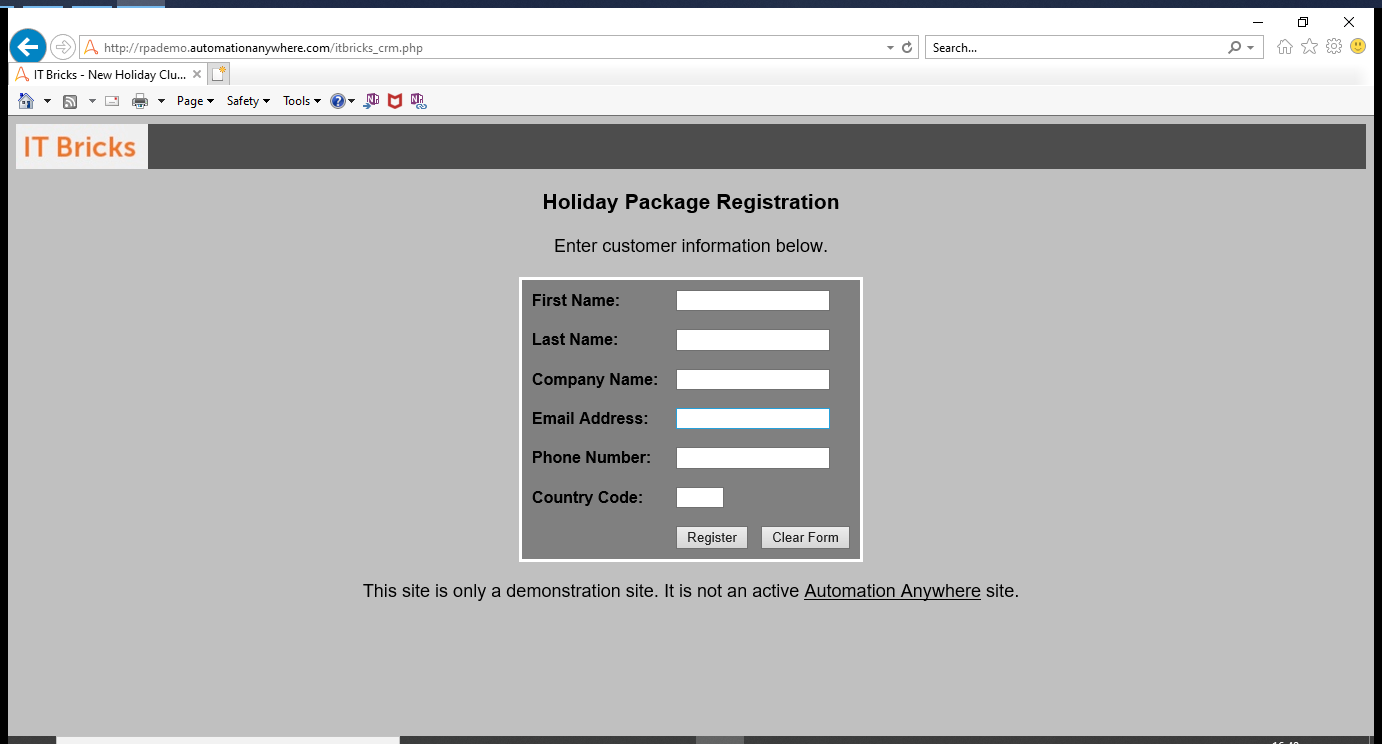 http://rpademo.automationanywhere.com/itbricks_crm.php
Search...
IT Bricks - New Holiday Clu...
Page Safety Tools
IT Bricks
Holiday Package Registration
Enter customer information below.
First Name:
Last Name:
Company Name:
Email Address:
Phone Number:
Country Code:
Register Clear Form
This site is only a demonstration site. It is not an active Automation Anywhere site.